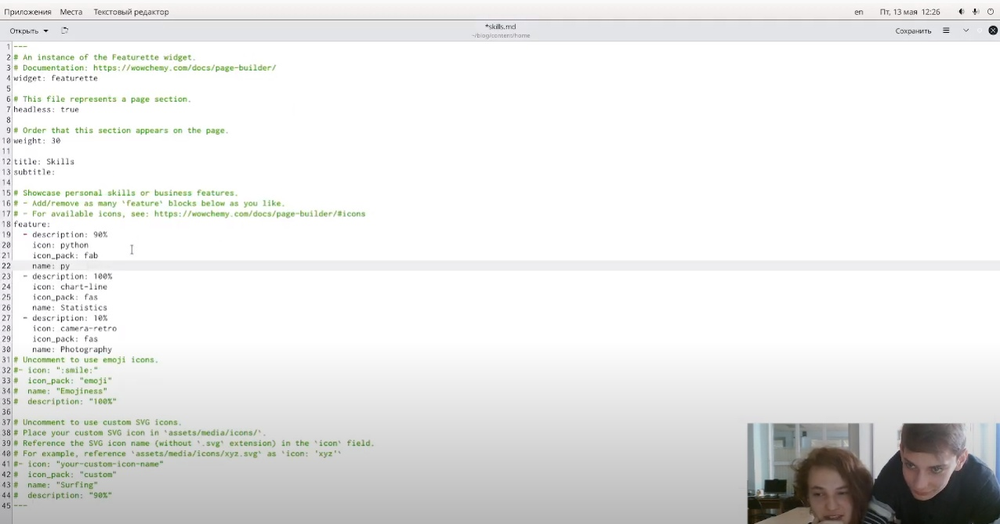 Приложения Места Текстовый редактор en Пт, 13 мая 12:26
Открыть *skills.md Сохранить
~/blog/content/home
1 ---
2 # An instance of the Featurette widget.
3 # Documentation: https://wowchemy.com/docs/page-builder/
4 widget: featurette
5
6 # This file represents a page section.
7 headless: true
8
9 # Order that this section appears on the page.
10 weight: 30
11
12 title: Skills
13 subtitle:
14
15 # Showcase personal skills or business features.
16 # - Add/remove as many `feature` blocks below as you like.
17 # - For available icons, see: https://wowchemy.com/docs/page-builder/#icons
18 feature:
19   - description: 90%
20     icon: python
21     icon_pack: fab
22     name: py
23   - description: 100%
24     icon: chart-line
25     icon_pack: fas
26     name: Statistics
27   - description: 10%
28     icon: camera-retro
29     icon_pack: fas
30     name: Photography
31 # Uncomment to use emoji icons.
32 #- icon: ":smile:"
33 #  icon_pack: "emoji"
34 #  name: "Emojiness"
35 #  description: "100%"
36
37 # Uncomment to use custom SVG icons.
38 # Place your custom SVG icon in `assets/media/icons/`.
39 # Reference the SVG icon name (without `.svg` extension) in the `icon` field.
40 # For example, reference `assets/media/icons/xyz.svg` as `icon: 'xyz'`
41 #- icon: "your-custom-icon-name"
42 #  icon_pack: "custom"
43 #  name: "Surfing"
44 #  description: "90%"
45 ---